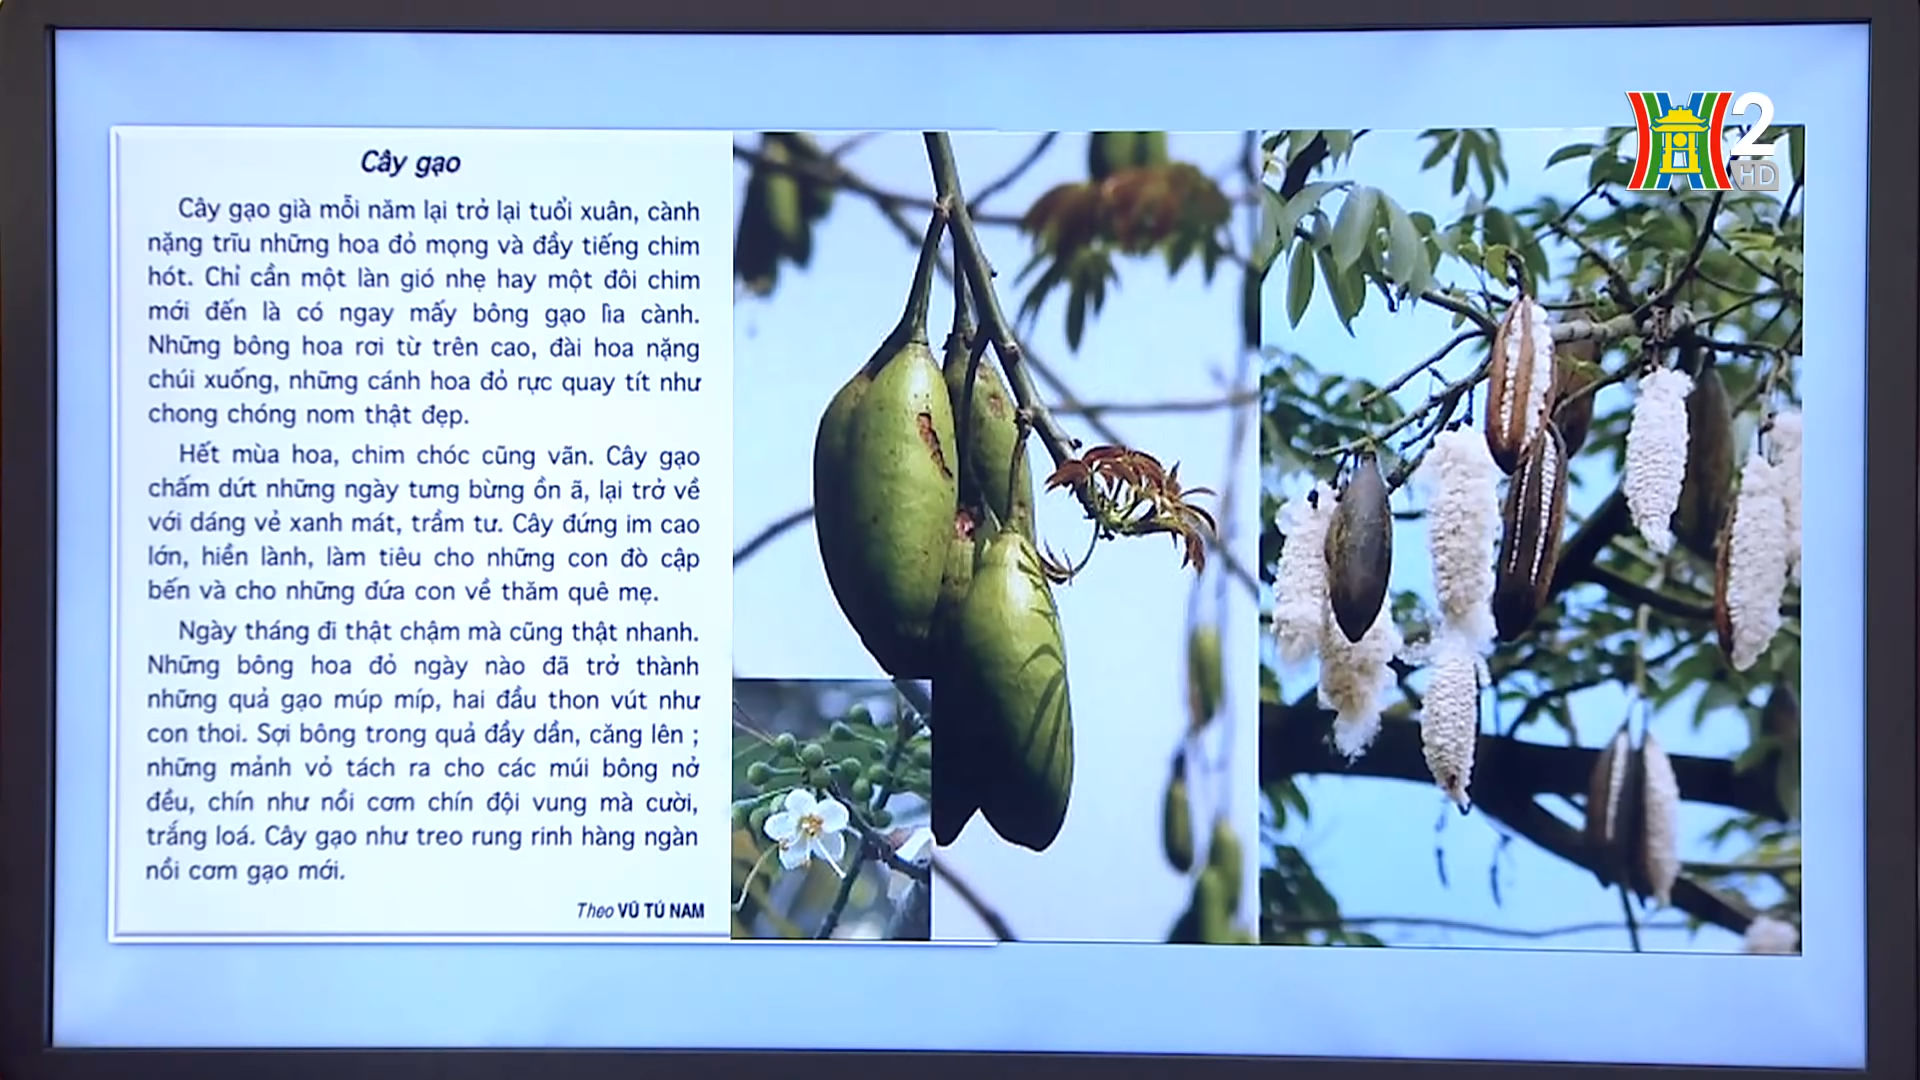 Cây gạo
Cây gạo già mỗi năm lại trở lại tuổi xuân, cành
nặng trĩu những hoa đỏ mọng và đầy tiếng chim
hót. Chỉ cần một làn gió nhẹ hay một đôi chim
mới đến là có ngay mấy bông gạo lìa cành.
Những bông hoa rơi từ trên cao, đài hoa nặng
chúi xuống, những cánh hoa đỏ rực quay tít như
chong chóng nom thật đẹp.
Hết mùa hoa, chim chóc cũng vãn. Cây gạo
chấm dứt những ngày tưng bừng ồn ã, lại trở về
với dáng vẻ xanh mát, trầm tư. Cây đứng im cao
lớn, hiền lành, làm tiêu cho những con đò cập
bến và cho những đứa con về thăm quê mẹ.
Ngày tháng đi thật chậm mà cũng thật nhanh.
Những bông hoa đỏ ngày nào đã trở thành
những quả gạo múp míp, hai đầu thon vút như
con thoi. Sợi bông trong quả đầy dần, căng lên ;
những mảnh vỏ tách ra cho các múi bông nở
đều, chín như nồi cơm chín đội vung mà cười,
trắng loá. Cây gạo như treo rung rinh hàng ngàn
nồi cơm gạo mới.
Theo VŨ TÚ NAM
2
HD